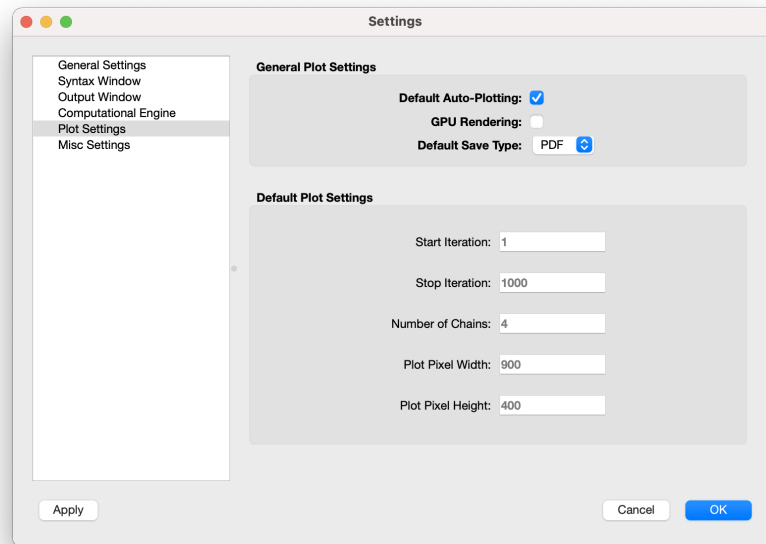 Settings
General Settings
Syntax Window
Output Window
Computational Engine
Plot Settings
Misc Settings
General Plot Settings
Default Auto-Plotting:
GPU Rendering:
Default Save Type: PDF
Default Plot Settings
Start Iteration: 1
Stop Iteration: 1000
Number of Chains: 4
Plot Pixel Width: 900
Plot Pixel Height: 400
Apply Cancel OK